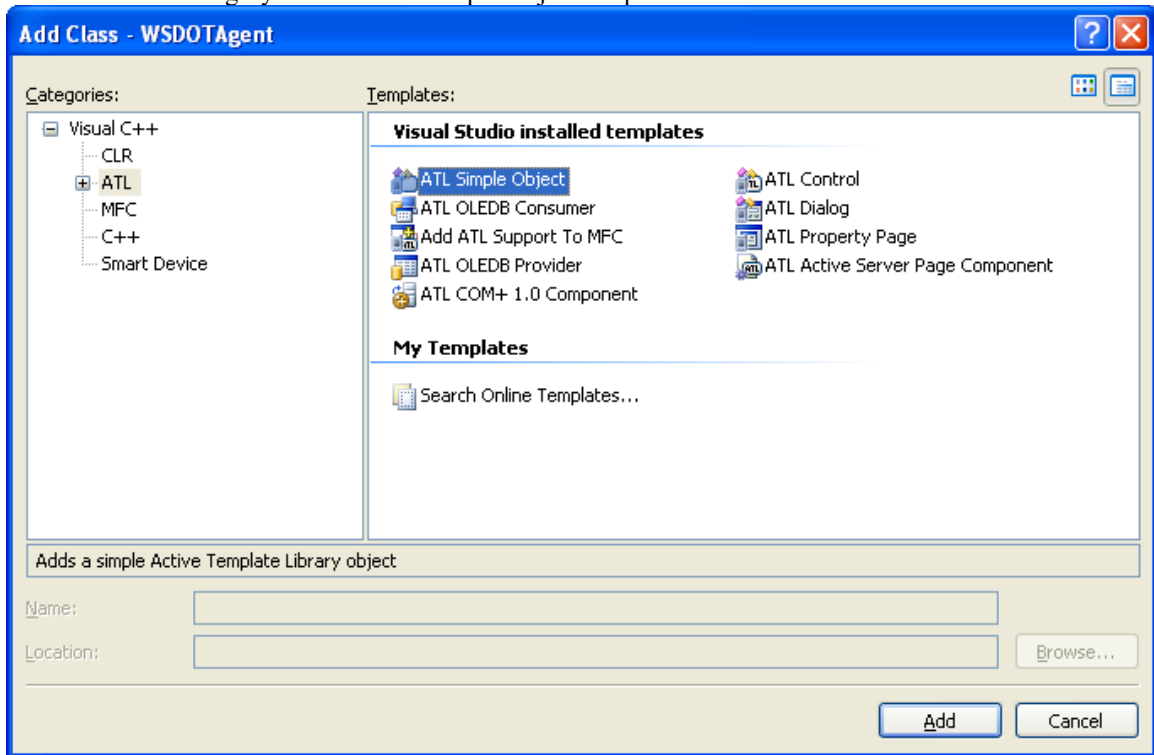 Add Class - WSDOTAgent
Categories:
Templates:
Visual C++
CLR
ATL
MFC
C++
Smart Device
Visual Studio installed templates
ATL Simple Object
ATL OLEDB Consumer
Add ATL Support To MFC
ATL OLEDB Provider
ATL COM+ 1.0 Component
ATL Control
ATL Dialog
ATL Property Page
ATL Active Server Page Component
My Templates
Search Online Templates...
Adds a simple Active Template Library object
Name:
Location:
Browse...
Add
Cancel